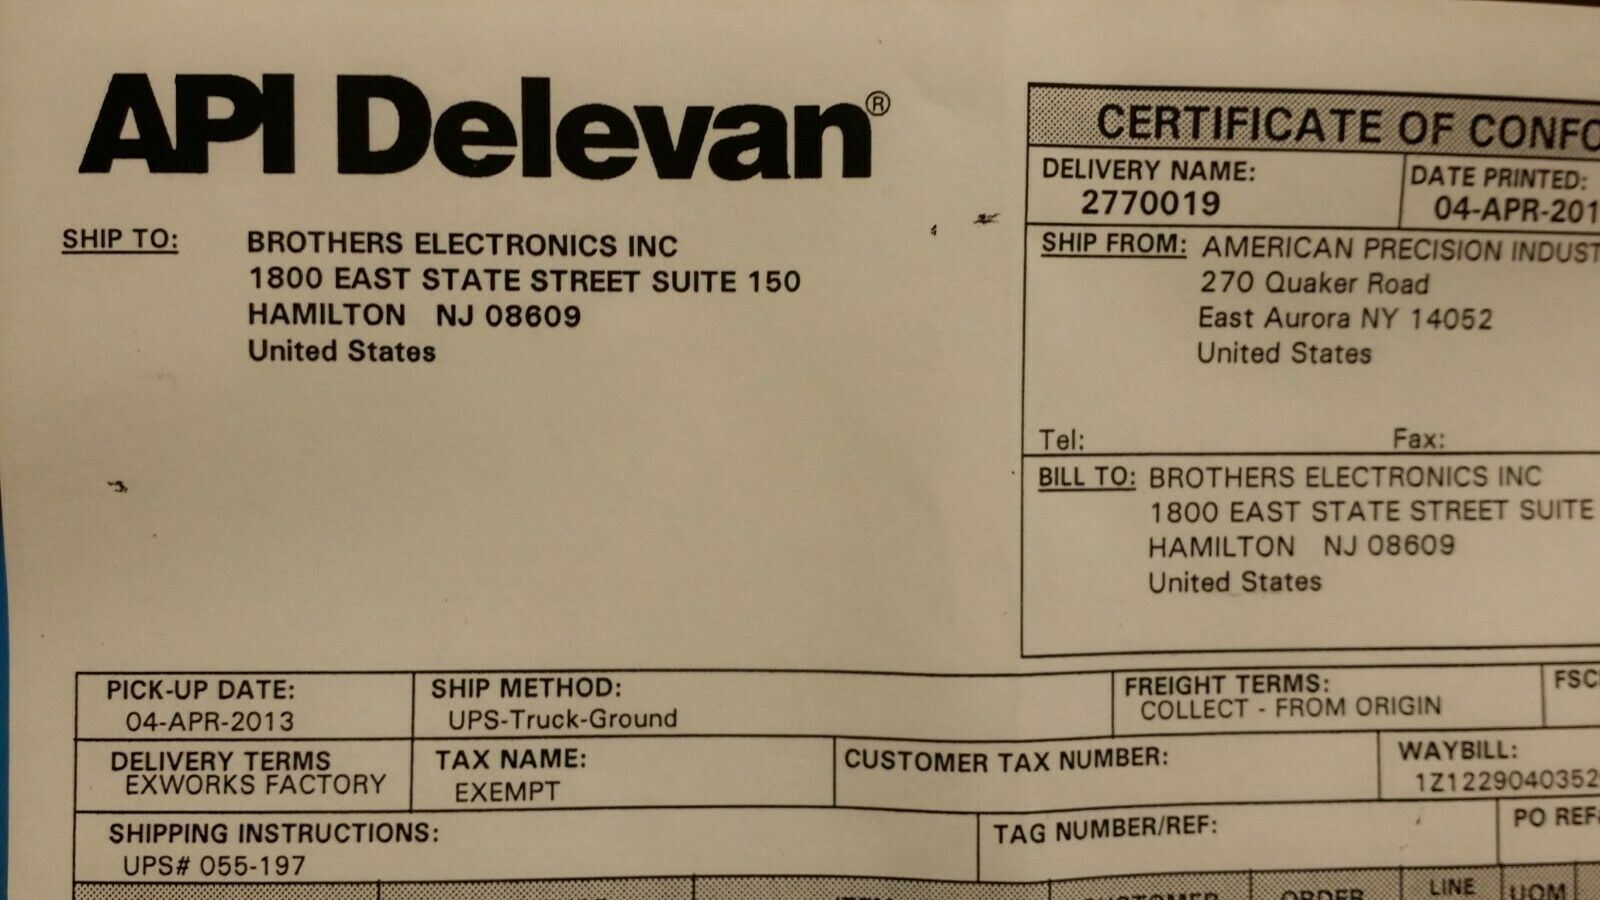 API Delevan®
CERTIFICATE OF
DELIVERY NAME:
2770019
DATE PRINTED:
04-APR-201
SHIP TO:
BROTHERS ELECTRONICS INC
1800 EAST STATE STREET SUITE 150
HAMILTON NJ 08609
United States
SHIP FROM: AMERICAN PRECISION
270 Quaker Road
East Aurora NY 14052
United States
Tel: Fax:
BILL TO: BROTHERS ELECTRONICS INC
1800 EAST STATE STREET SUITE
HAMILTON NJ 08609
United States
PICK-UP DATE:
04-APR-2013
SHIP METHOD:
UPS-Truck-Ground
FREIGHT TERMS:
COLLECT - FROM ORIGIN
FSC
DELIVERY TERMS
EXWORKS FACTORY
TAX NAME:
EXEMPT
CUSTOMER TAX NUMBER:
WAYBILL:
1Z1229040352
SHIPPING INSTRUCTIONS:
UPS# 055-197
TAG NUMBER/REF:
PO REF
CUSTOMER ORDER LINE UOM